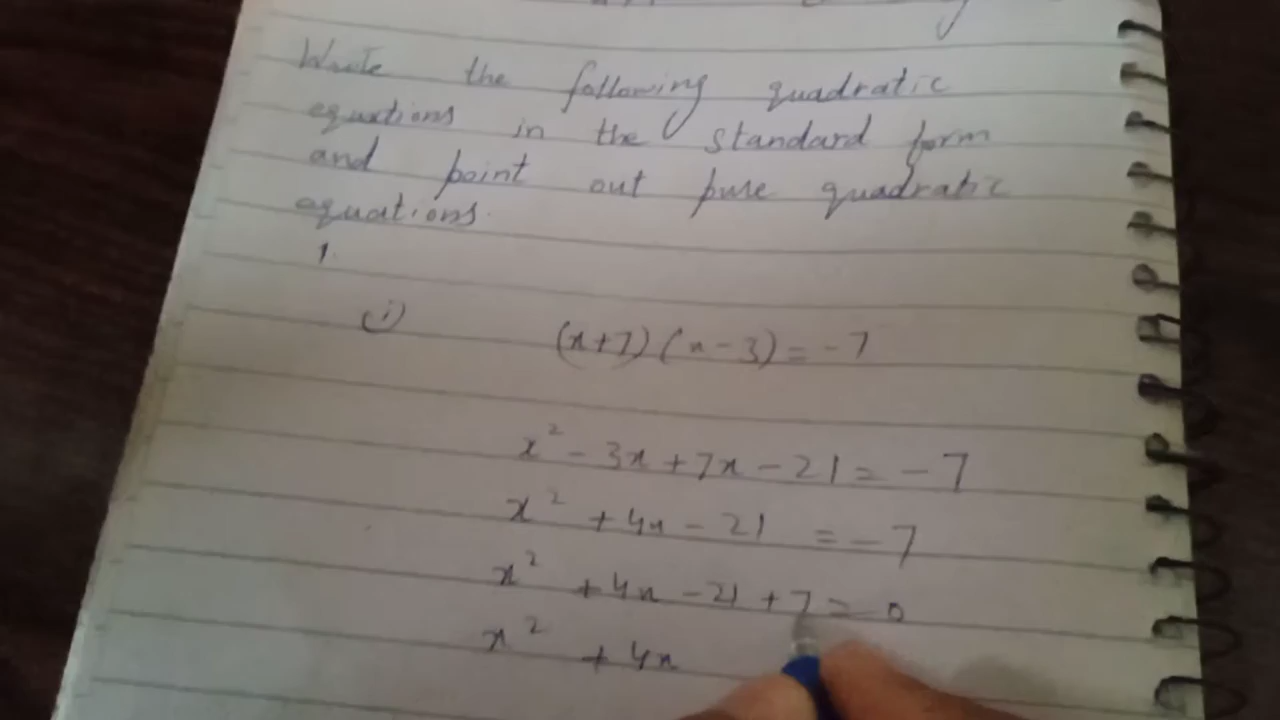 Write the following quadratic
equations in the standard form
and point out pure quadratic
equations.
1.
(i) (x+7)(x-3)=-7
x² - 3x + 7x - 21 = -7
x² + 4x - 21 = -7
x² + 4x - 21 + 7 = 0
x² + 4x